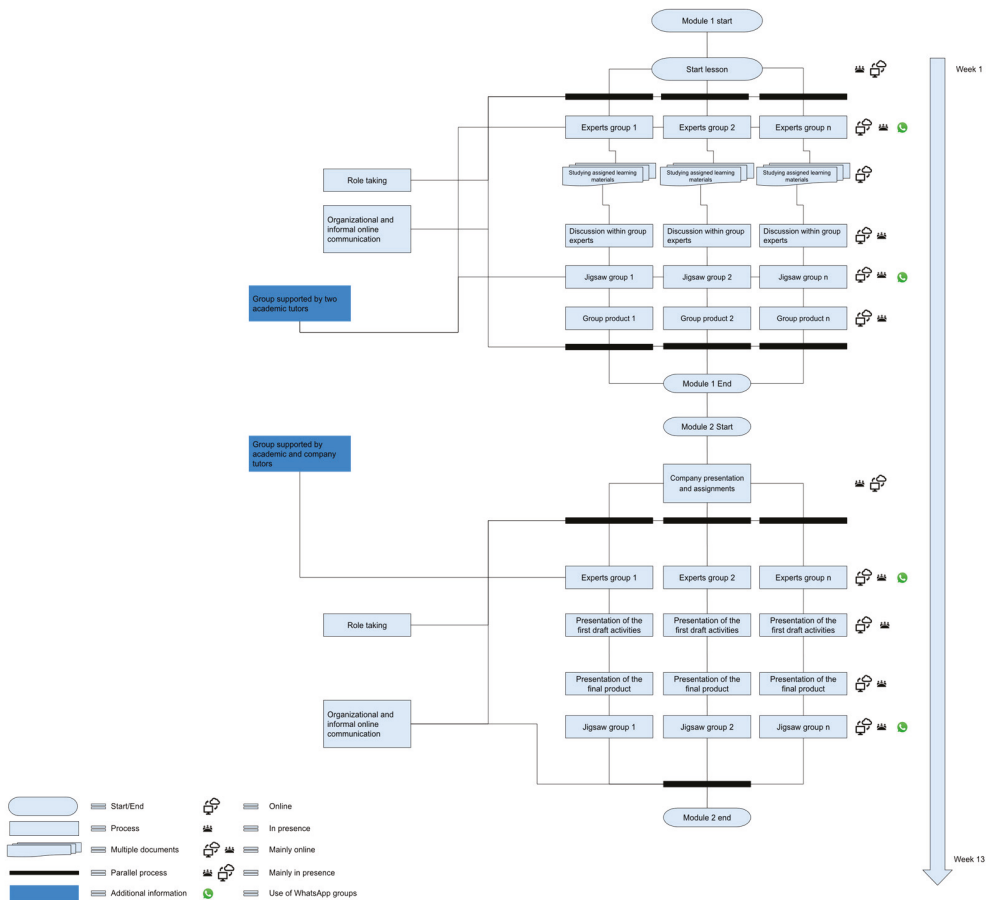 Module 1 start
Start lesson
Week 1
Experts group 1
Experts group 2
Experts group n
Studying assigned learning
materials
Studying assigned learning
materials
Studying assigned learning
materials
Role taking
Organizational and
informal online
communication
Discussion within group
experts
Discussion within group
experts
Discussion within group
experts
Jigsaw group 1
Jigsaw group 2
Jigsaw group n
Group supported by two
academic tutors
Group product 1
Group product 2
Group product n
Module 1 End
Module 2 Start
Group supported by
academic and company
tutors
Company presentation
and assignments
Experts group 1
Experts group 2
Experts group n
Role taking
Presentation of the
first draft activities
Presentation of the
first draft activities
Presentation of the
first draft activities
Presentation of the
final product
Presentation of the
final product
Presentation of the
final product
Organizational and
informal online
communication
Jigsaw group 1
Jigsaw group 2
Jigsaw group n
Module 2 end
Start/End
Online
Process
In presence
Multiple documents
Mainly online
Parallel process
Mainly in presence
Additional information
Use of WhatsApp groups
Week 13